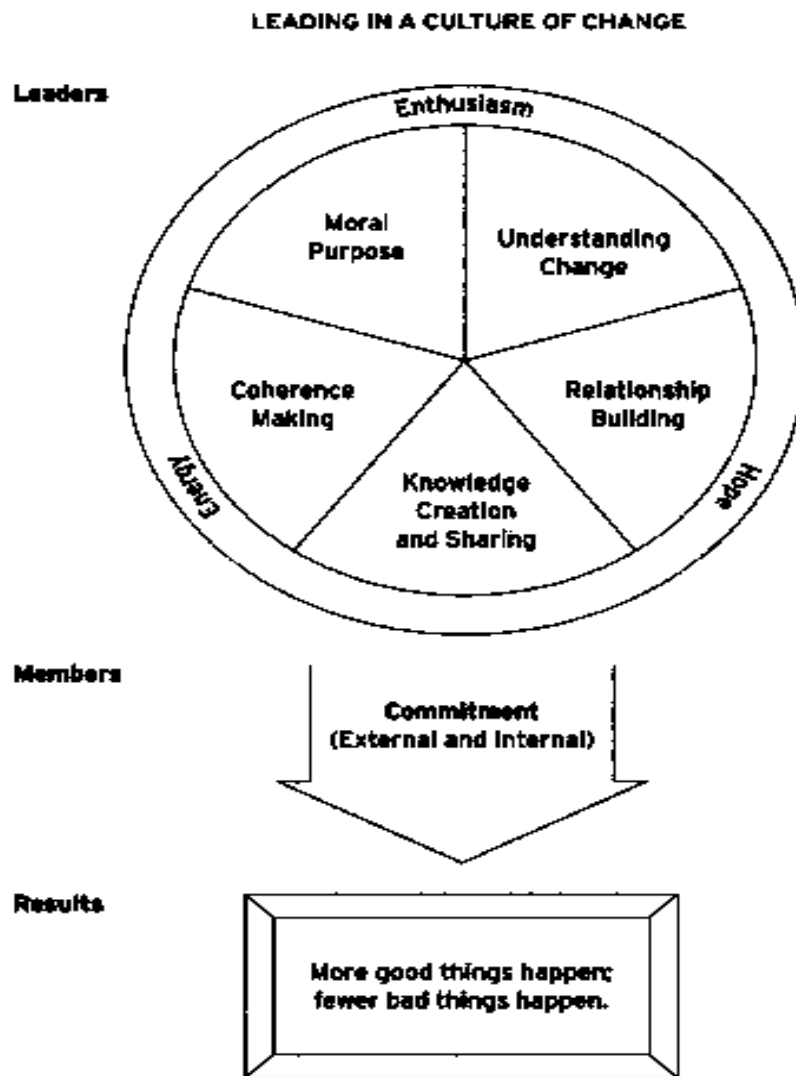 LEADING IN A CULTURE OF CHANGE
Leaders
Enthusiasm
Moral
Purpose
Understanding
Change
Coherence
Making
Relationship
Building
Energy
Knowledge
Creation
and Sharing
Hope
Members
Commitment
(External and Internal)
Results
More good things happen;
fewer bad things happen.